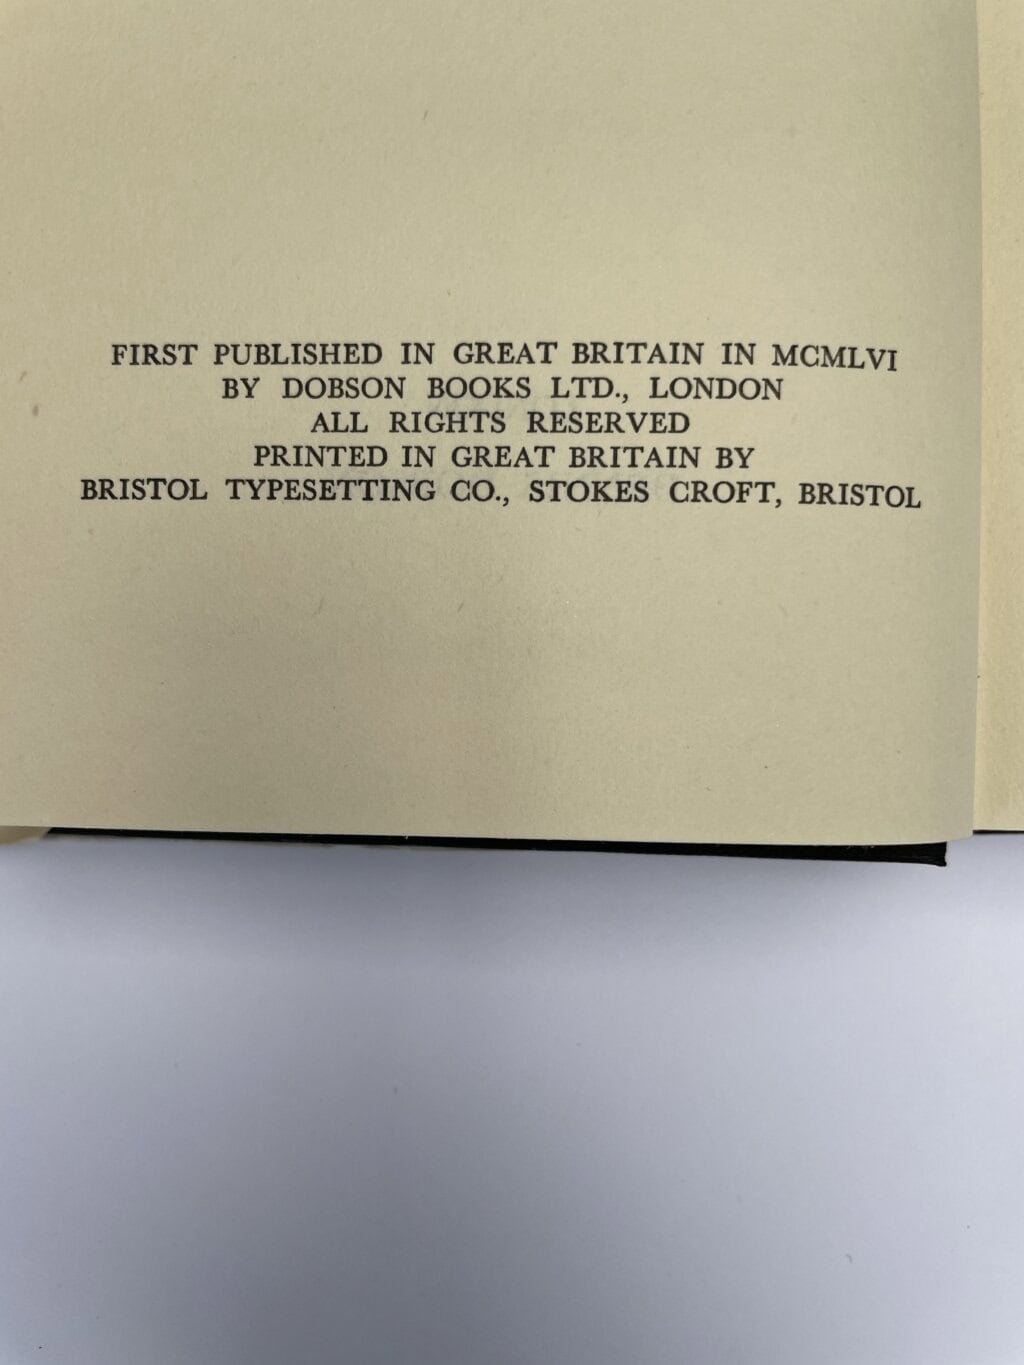 FIRST PUBLISHED IN GREAT BRITAIN IN MCMLVI
BY DOBSON BOOKS LTD., LONDON
ALL RIGHTS RESERVED
PRINTED IN GREAT BRITAIN BY
BRISTOL TYPESETTING CO., STOKES CROFT, BRISTOL